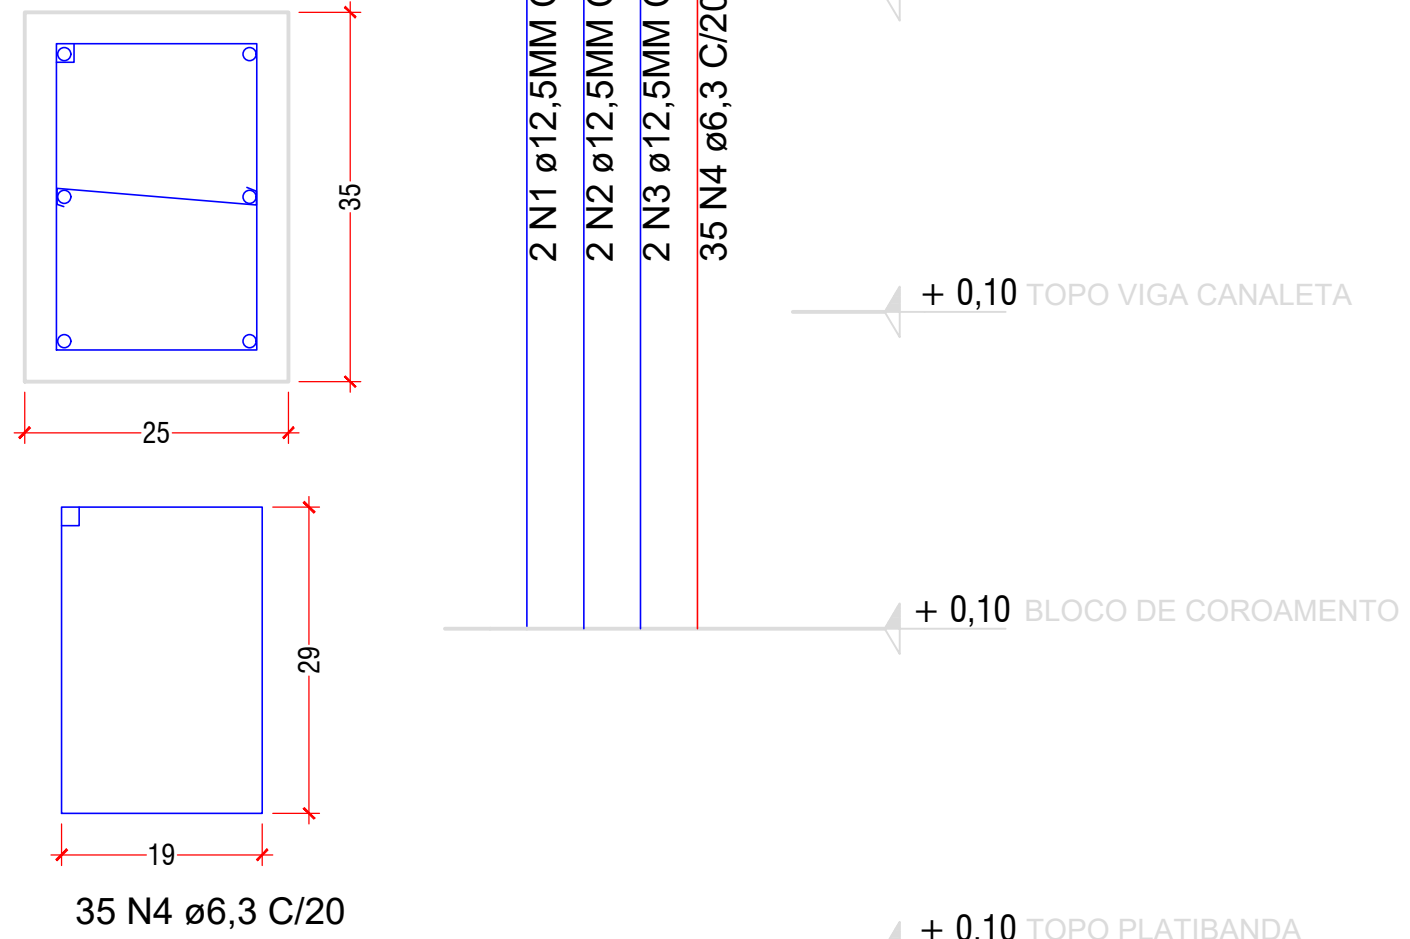 35
25
29
19
35 N4 ø6,3 C/20
2 N1 ø12,5MM
2 N2 ø12,5MM
2 N3 ø12,5MM
35 N4 ø6,3 C/20
+ 0,10 TOPO VIGA CANALETA
+ 0,10 BLOCO DE COROAMENTO
+ 0,10 TOPO PLATIBANDA